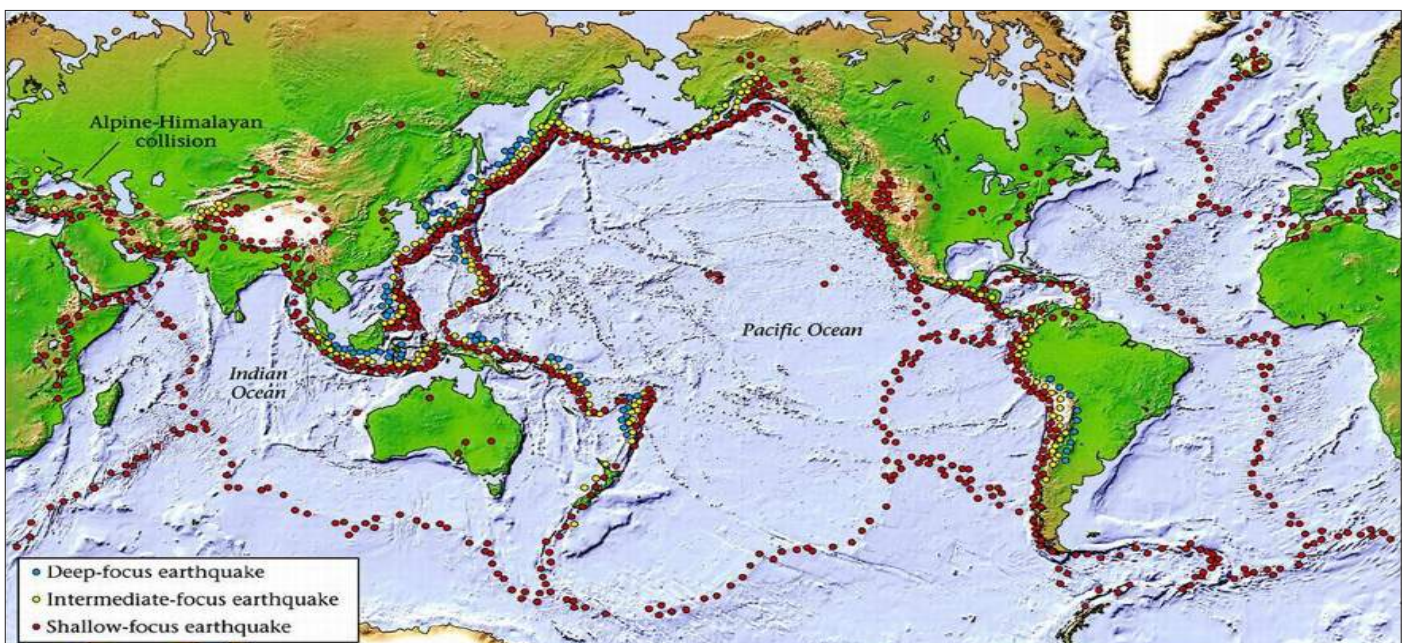 Alpine-Himalayan
collision
Indian
Ocean
Pacific Ocean
Deep-focus earthquake
Intermediate-focus earthquake
Shallow-focus earthquake